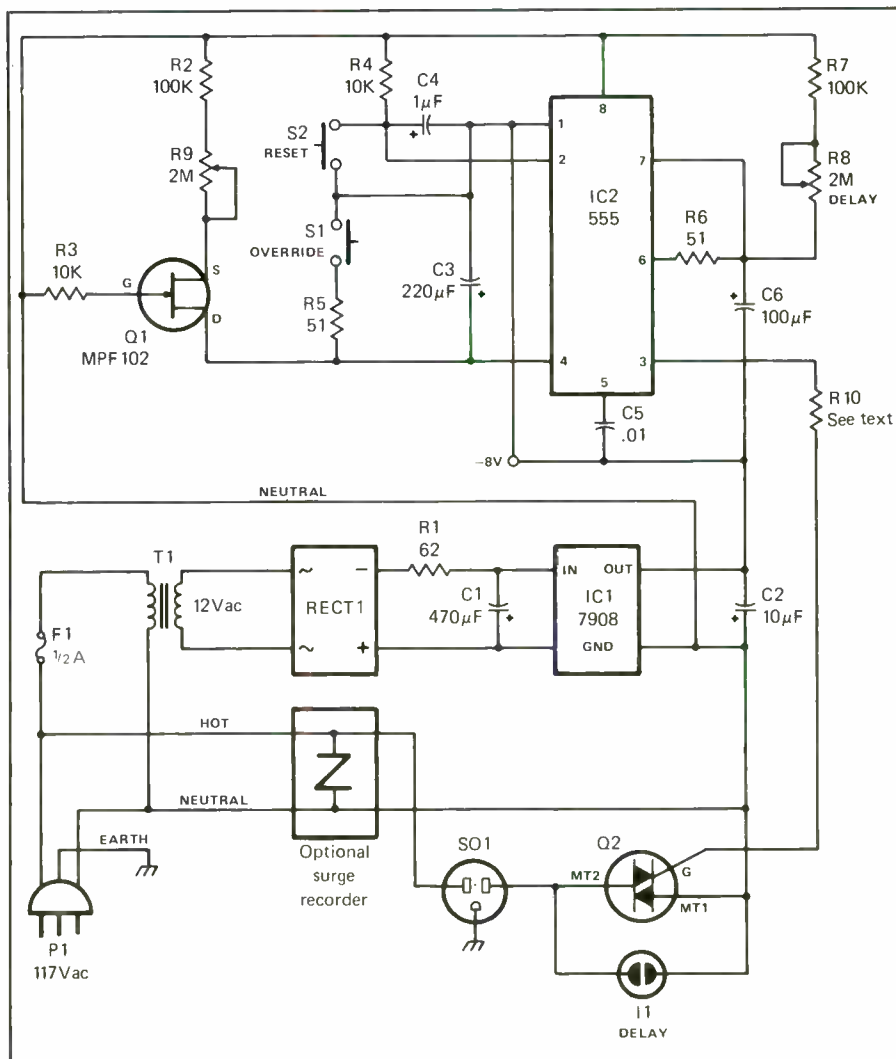 R2
100K
R4
10K
C4
1µF
+
R7
100K
S2
RESET
R9
2M
1
8
2
7
IC2
555
R8
2M
DELAY
S1
OVERRIDE
R6
51
R3
10K
G
S
D
Q1
MPF 102
C3
220µF
+
6
R5
51
+
C6
100µF
4
3
5
C5
.01
R10
See text
−8V
NEUTRAL
T1
R1
62
12Vac
~
−
RECT1
~
+
C1
470µF
+
IN
OUT
IC1
7908
GND
C2
10µF
+
F1
1/2 A
HOT
NEUTRAL
EARTH
Optional
surge
recorder
SO1
Q2
MT2
G
MT1
P1
117Vac
I1
DELAY